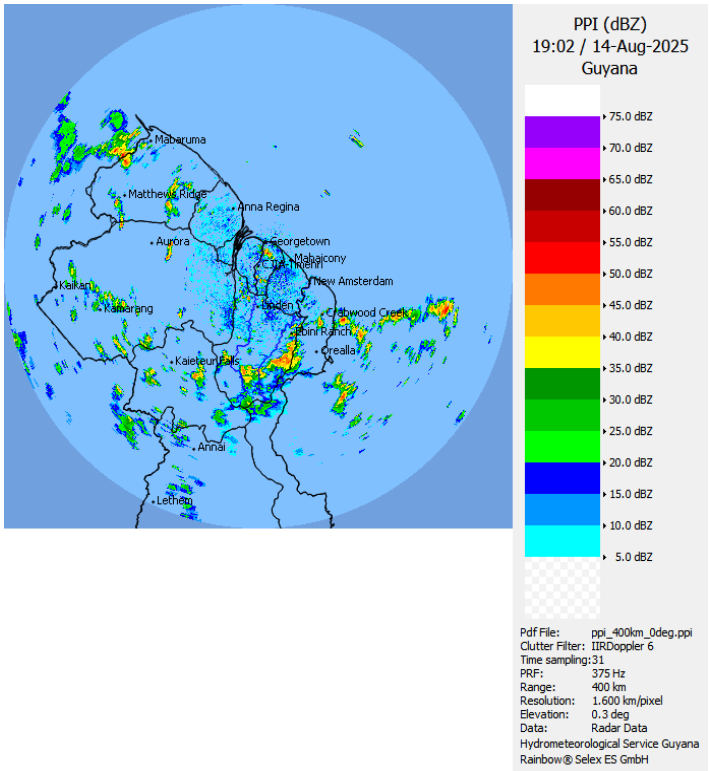 PPI (dBZ)
19:02 / 14-Aug-2025
Guyana
75.0 dBZ
70.0 dBZ
65.0 dBZ
60.0 dBZ
55.0 dBZ
50.0 dBZ
45.0 dBZ
40.0 dBZ
35.0 dBZ
30.0 dBZ
25.0 dBZ
20.0 dBZ
15.0 dBZ
10.0 dBZ
5.0 dBZ
Mabaruma
Matthews Ridge
Anna Regina
Aurora
Georgetown
Mahaicony
CJIA-Timehri
New Amsterdam
Kaikan
Kamarang
Linden
Crabwood Creek
Ebini Ranch
Orealla
Kaieteur Falls
Annai
Lethem
Pdf File: ppi_400km_0deg.ppi
Clutter Filter: IIRDoppler 6
Time sampling: 31
PRF: 375 Hz
Range: 400 km
Resolution: 1.600 km/pixel
Elevation: 0.3 deg
Data: Radar Data
Hydrometeorological Service Guyana
Rainbow® Selex ES GmbH